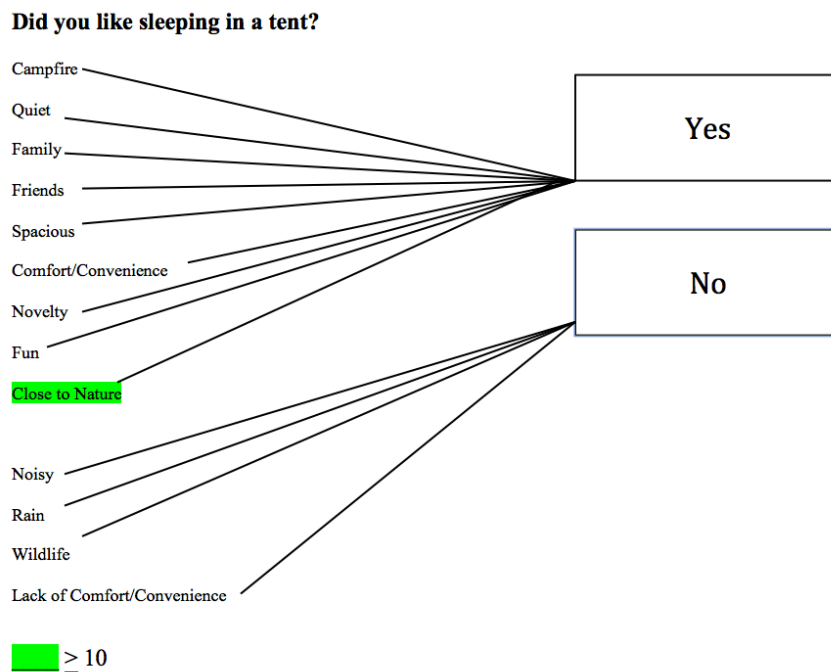 Did you like sleeping in a tent?
Campfire
Quiet
Yes
Family
Friends
Spacious
Comfort/Convenience
No
Novelty
Fun
Close to Nature
Noisy
Rain
Wildlife
Lack of Comfort/Convenience
≥ 10